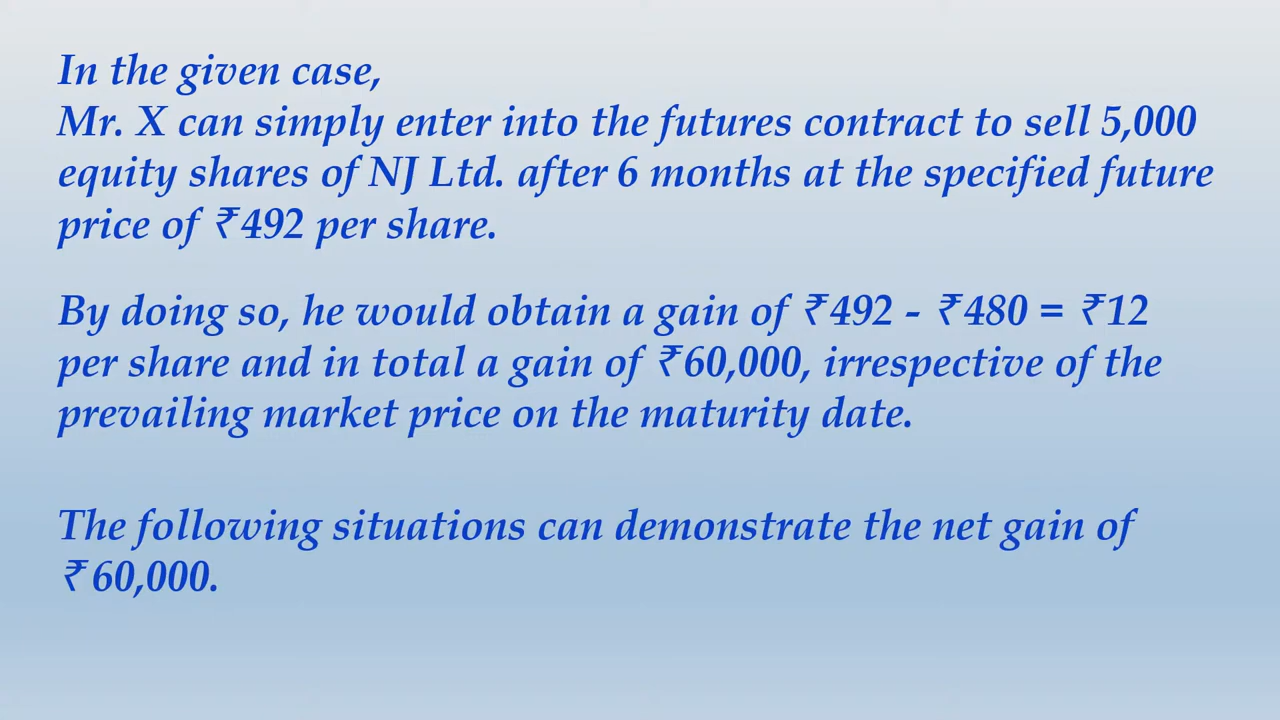 In the given case,
Mr. X can simply enter into the futures contract to sell 5,000
equity shares of NJ Ltd. after 6 months at the specified future
price of ₹492 per share.
By doing so, he would obtain a gain of ₹492 - ₹480 = ₹12
per share and in total a gain of ₹60,000, irrespective of the
prevailing market price on the maturity date.
The following situations can demonstrate the net gain of
₹60,000.